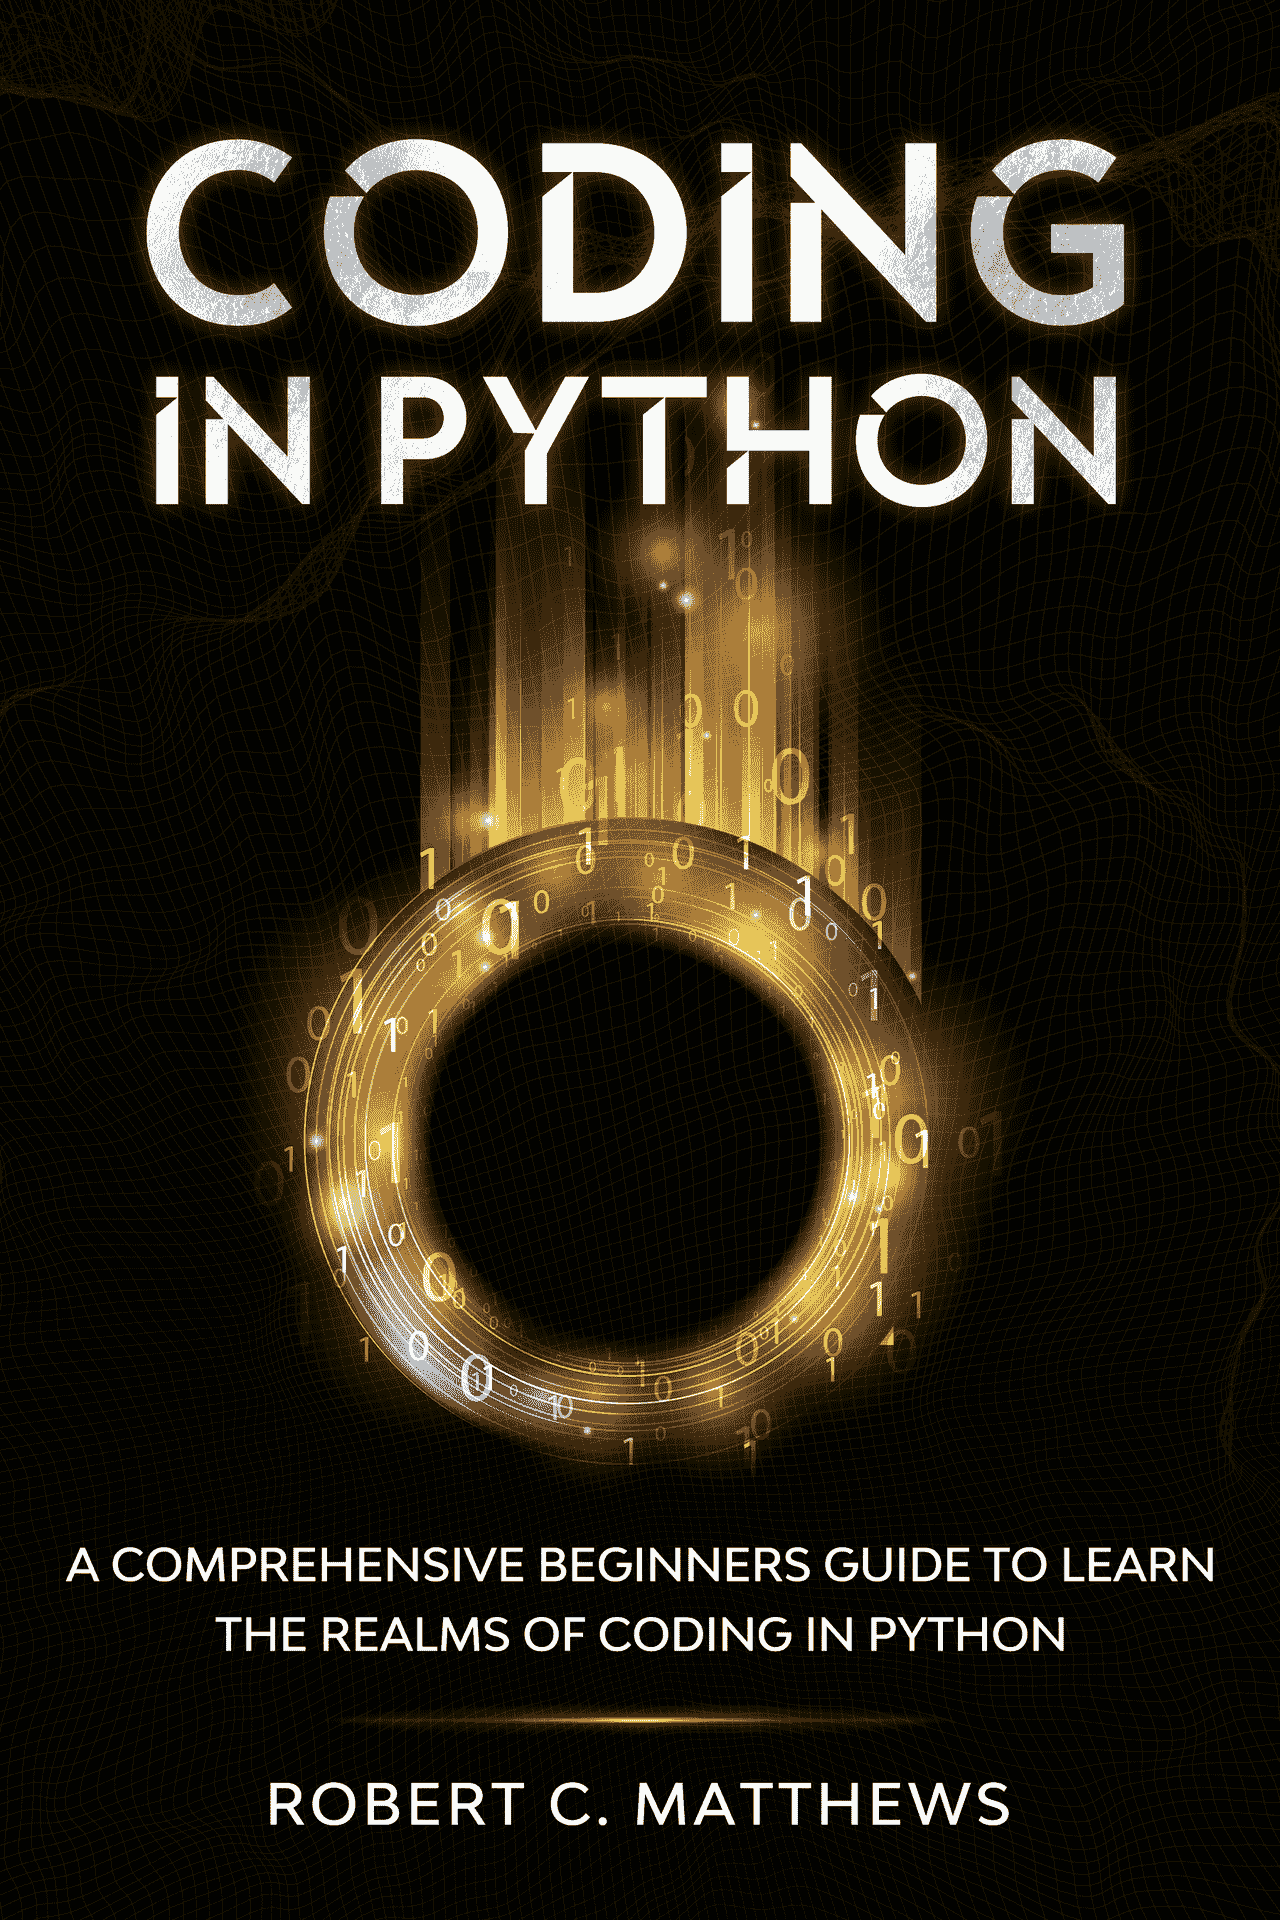 CODING
IN PYTHON
A COMPREHENSIVE BEGINNERS GUIDE TO LEARN
THE REALMS OF CODING IN PYTHON
ROBERT C. MATTHEWS